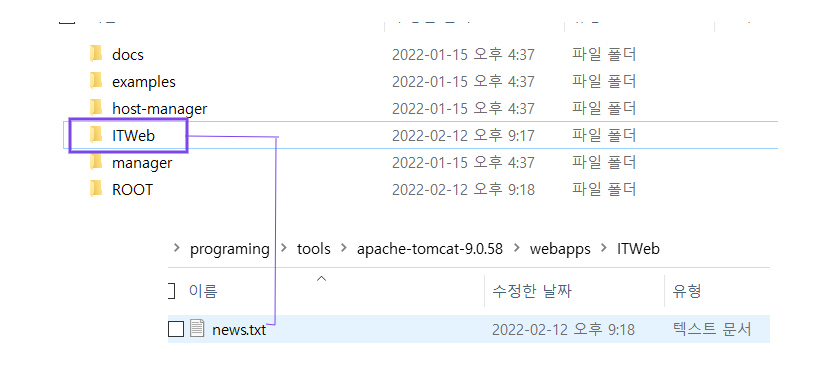 docs 2022-01-15 오후 4:37 파일 폴더
examples 2022-01-15 오후 4:37 파일 폴더
host-manager 2022-01-15 오후 4:37 파일 폴더
ITWeb 2022-02-12 오후 9:17 파일 폴더
manager 2022-01-15 오후 4:37 파일 폴더
ROOT 2022-02-12 오후 9:18 파일 폴더
> programing > tools > apache-tomcat-9.0.58 > webapps > ITWeb
이름 수정한 날짜 유형
news.txt 2022-02-12 오후 9:18 텍스트 문서